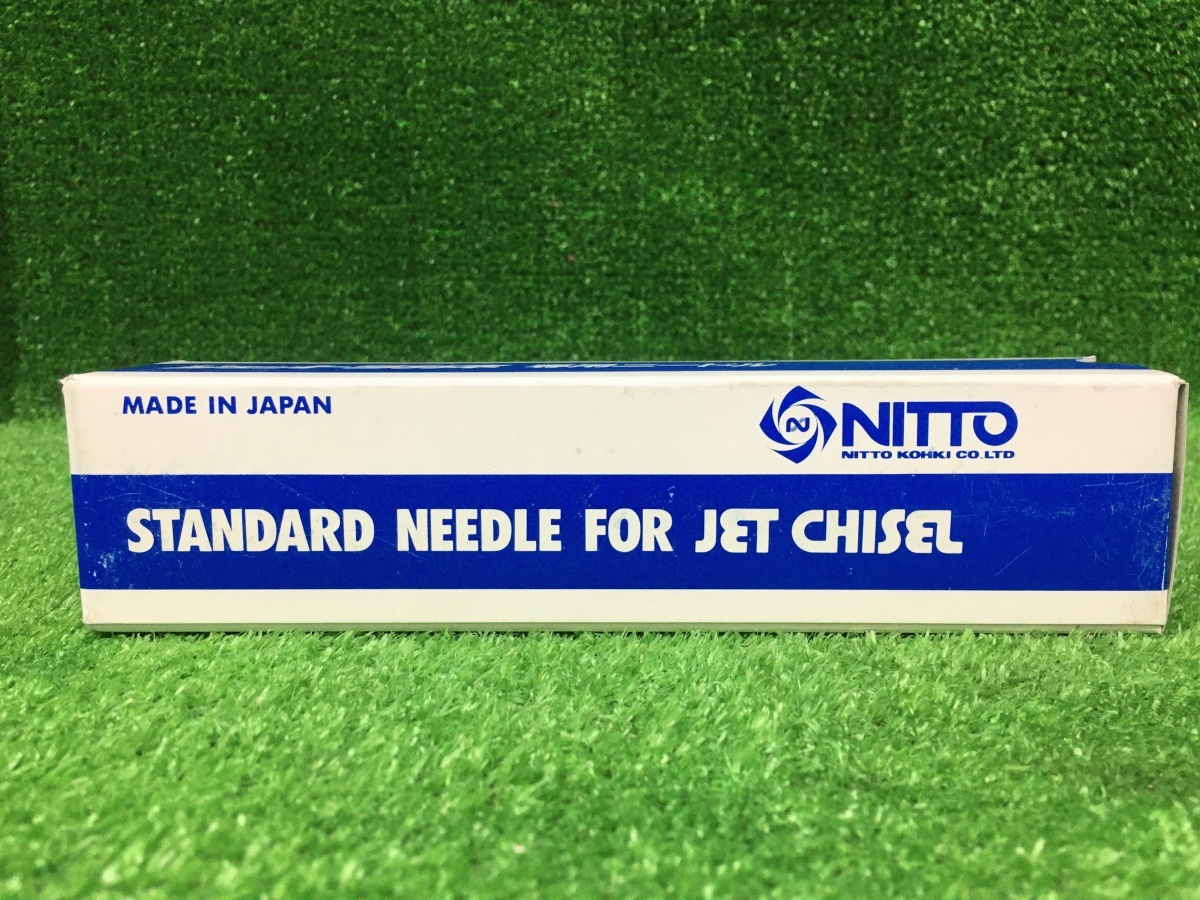 MADE IN JAPAN
NITTO
NITTO KOHKI CO.,LTD
STANDARD NEEDLE FOR JET CHISEL